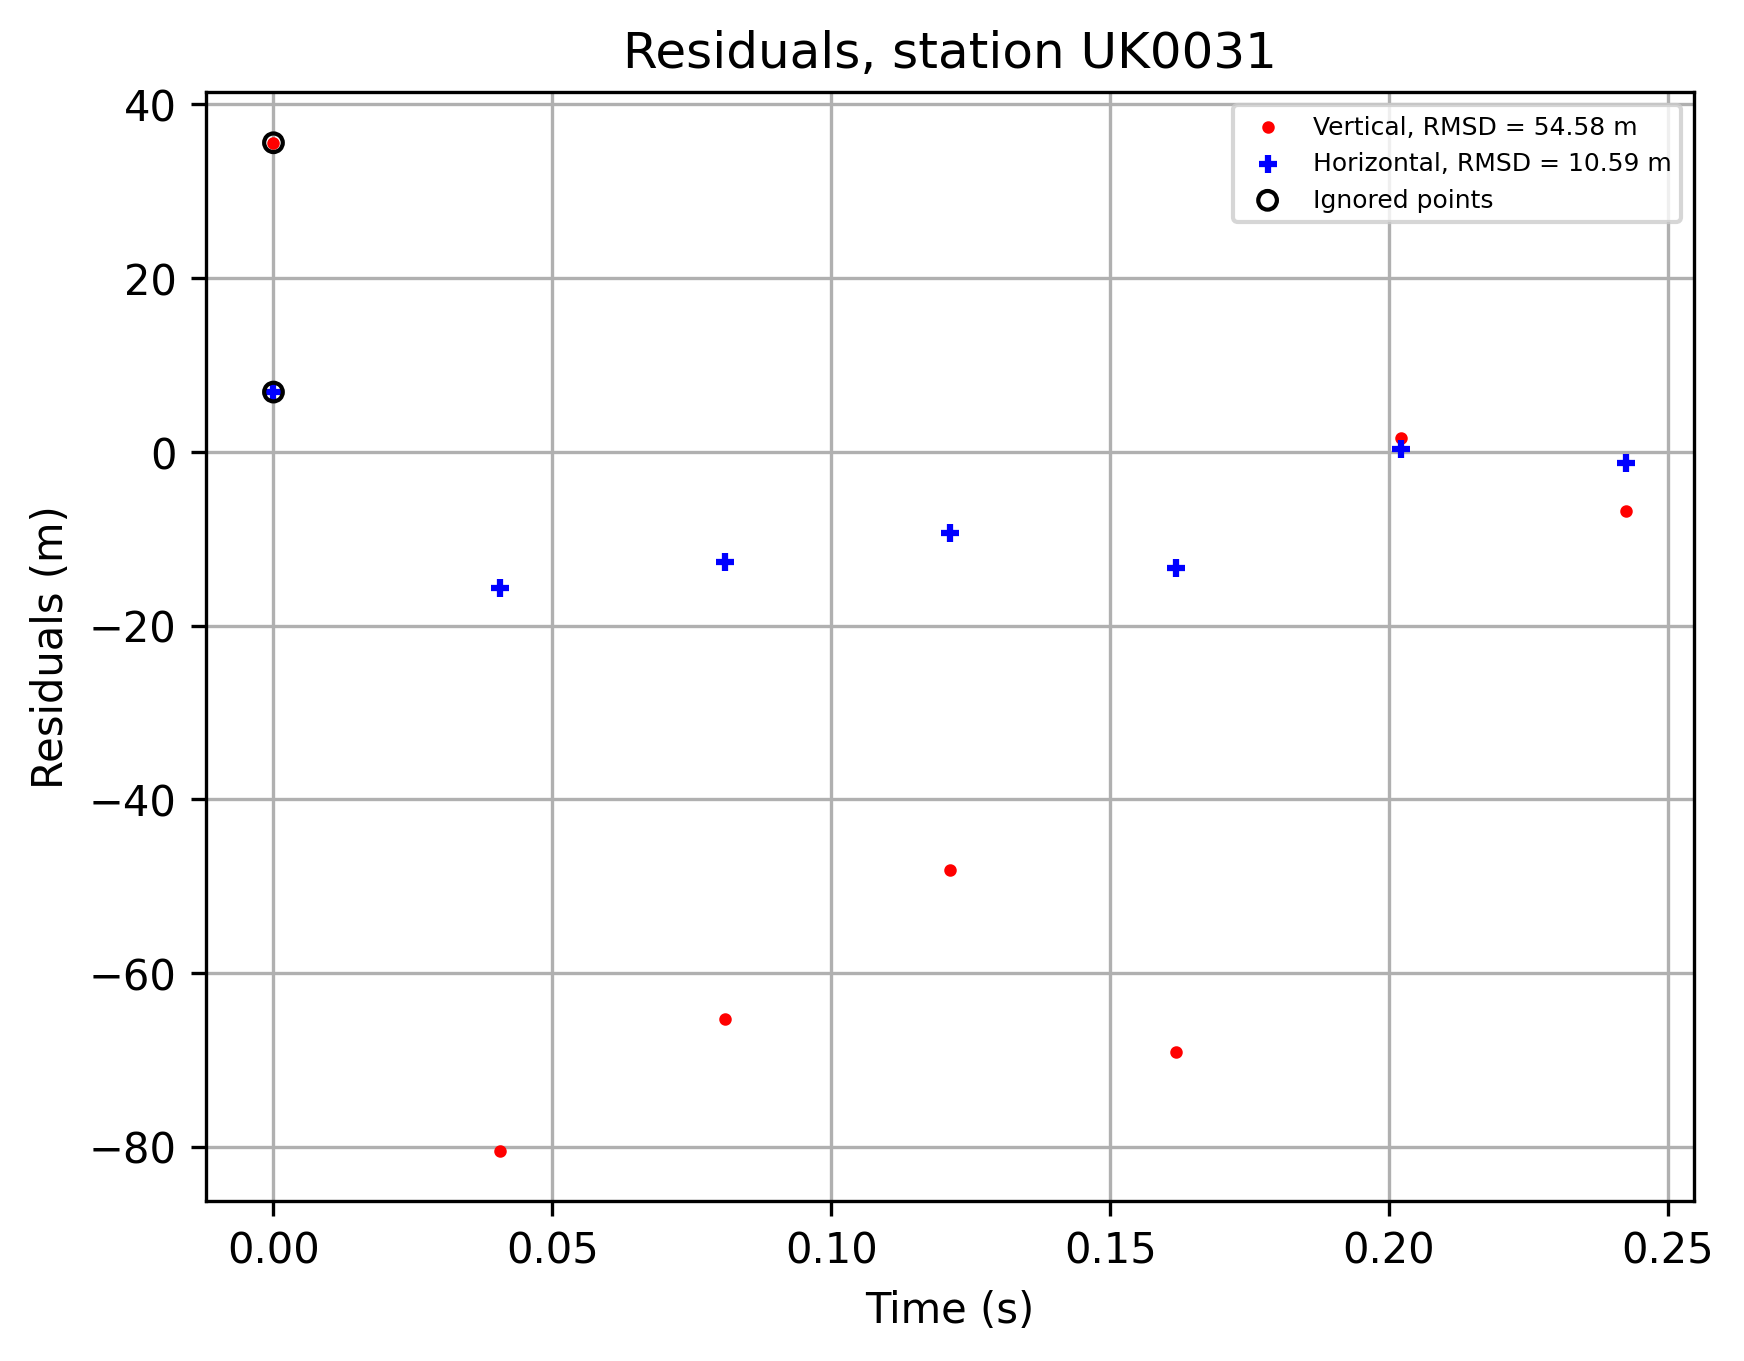 Residuals, station UK0031
Vertical, RMSD = 54.58 m
Horizontal, RMSD = 10.59 m
Ignored points
40
20
0
−20
−40
−60
−80
Residuals (m)
0.00 0.05 0.10 0.15 0.20 0.25
Time (s)